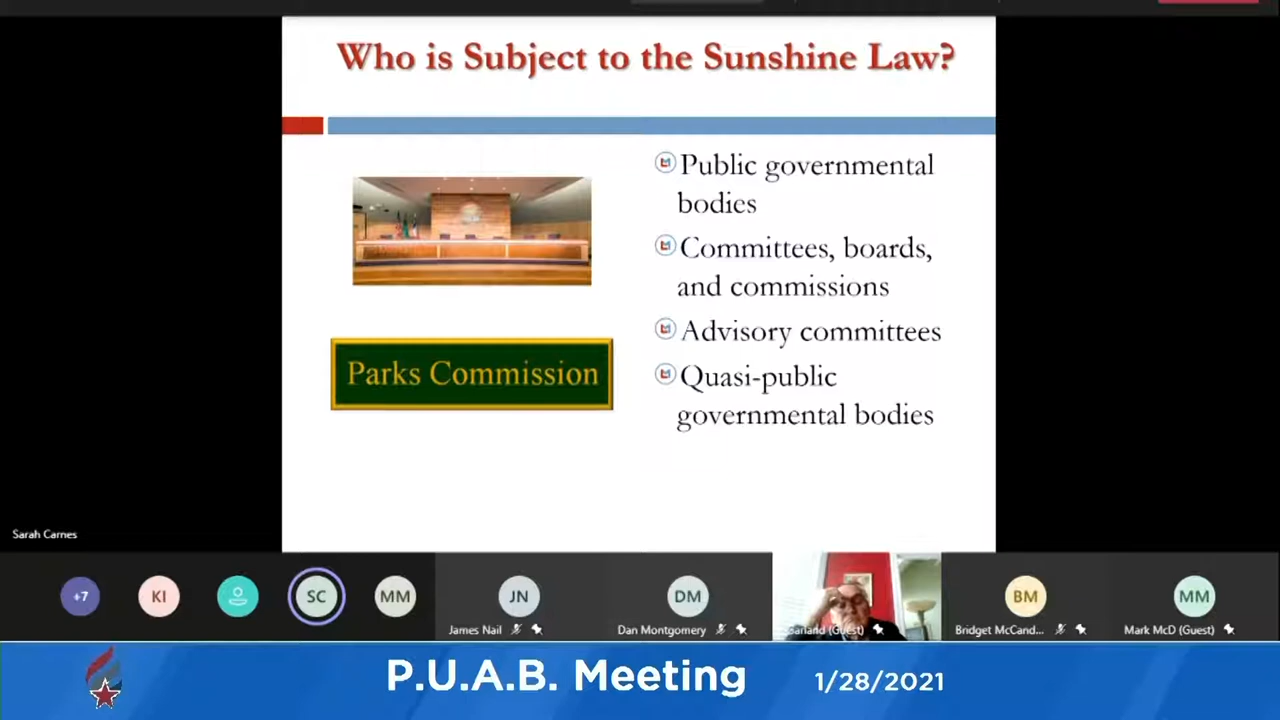 Who is Subject to the Sunshine Law?
Public governmental
bodies
Committees, boards,
and commissions
Advisory committees
Quasi-public
governmental bodies
Parks Commission
Sarah Carnes
+7
KI
SC
MM
JN
James Nail
DM
Dan Montgomery
Garland (Guest)
BM
Bridget McCand...
MM
Mark McD (Guest)
P.U.A.B. Meeting
1/28/2021